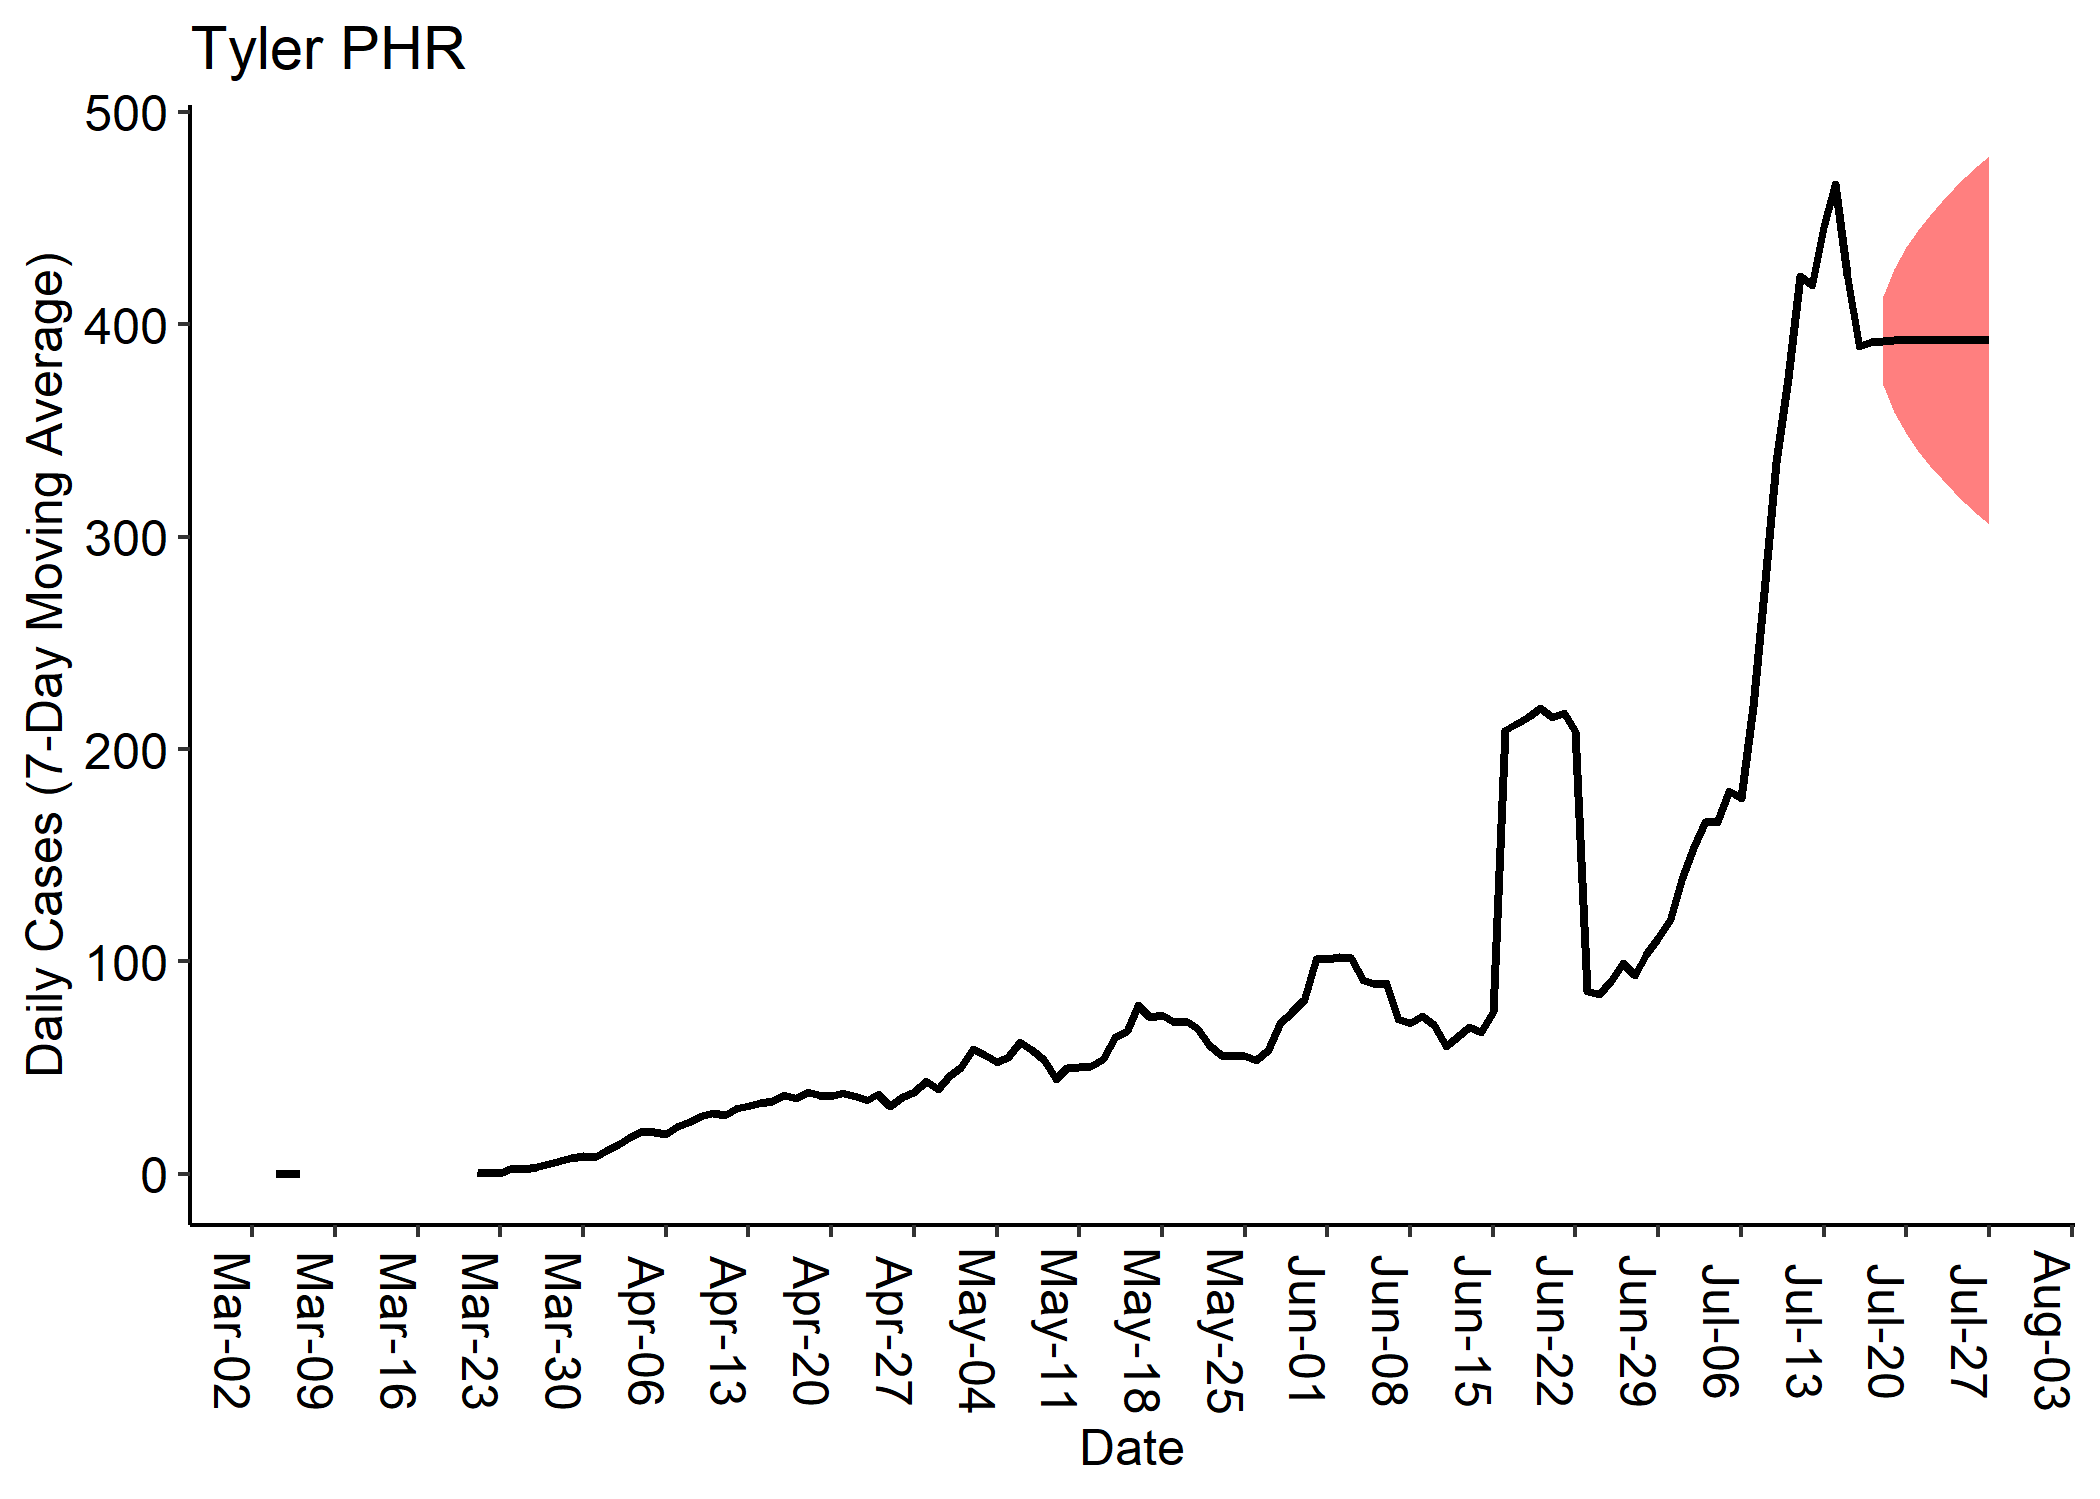 Tyler PHR
500
400
300
200
100
0
Daily Cases (7-Day Moving Average)
Mar-02
Mar-09
Mar-16
Mar-23
Mar-30
Apr-06
Apr-13
Apr-20
Apr-27
May-04
May-11
May-18
May-25
Jun-01
Jun-08
Jun-15
Jun-22
Jun-29
Jul-06
Jul-13
Jul-20
Jul-27
Aug-03
Date